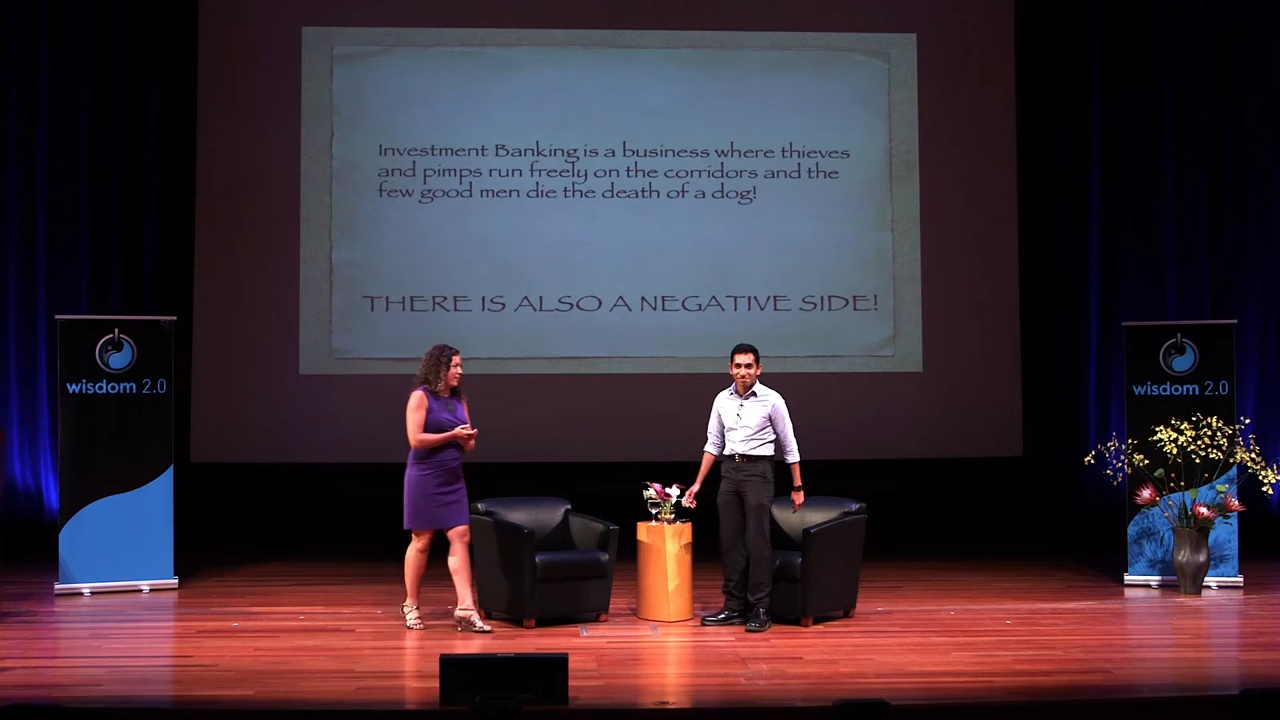 Investment Banking is a business where thieves
and pimps run freely on the corridors and the
few good men die the death of a dog!
THERE IS ALSO A NEGATIVE SIDE!
wisdom 2.0
wisdom 2.0